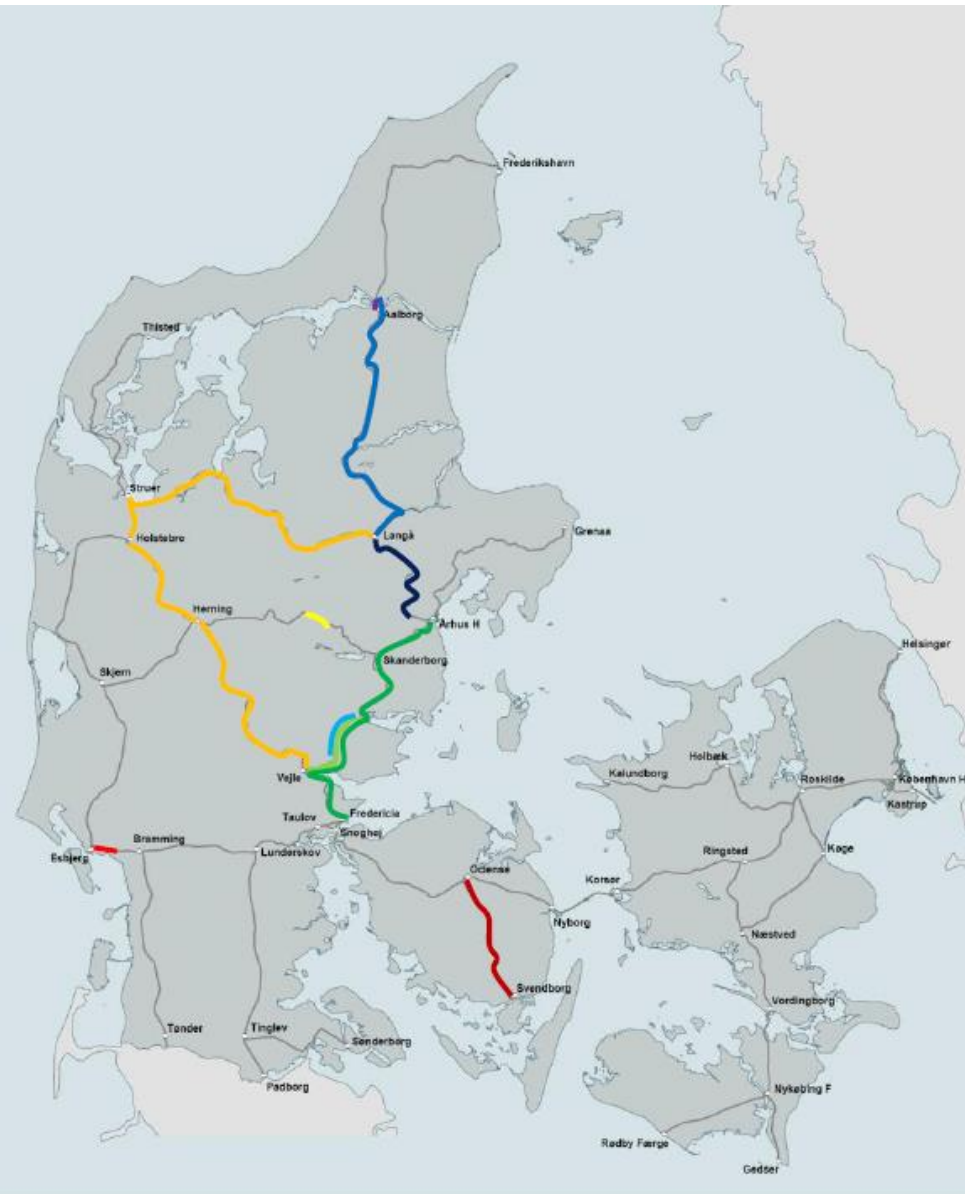 Frederikshavn
Aalborg
Thisted
Struer
Holstebro
Langå
Grenaa
Herning
Århus H
Skanderborg
Skjern
Helsingør
Vejle
Holbæk
Kalundborg
Roskilde
København H
Kastrup
Fredericia
Taulov
Snoghøj
Bramming
Esbjerg
Lunderskov
Odense
Ringsted
Køge
Korsør
Nyborg
Næstved
Svendborg
Vordingborg
Tønder
Tinglev
Sønderborg
Padborg
Nykøbing F
Rødby Færge
Gedser